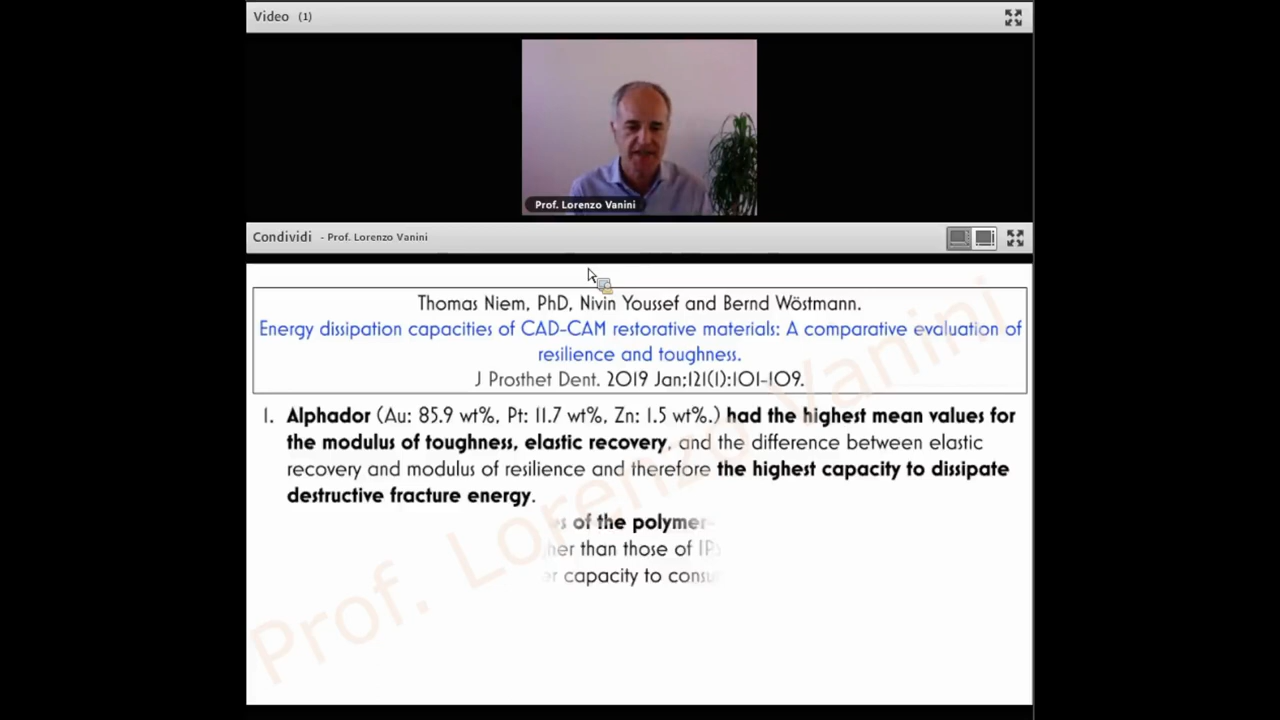 Video (1)
Prof. Lorenzo Vanini
Condividi - Prof. Lorenzo Vanini
Thomas Niem, PhD, Nivin Youssef and Bernd Wöstmann.
Energy dissipation capacities of CAD-CAM restorative materials: A comparative evaluation of
resilience and toughness.
J Prosthet Dent. 2019 Jan;121(1):101-109.
1. Alphador (Au: 85.9 wt%, Pt: 11.7 wt%, Zn: 1.5 wt%.) had the highest mean values for
the modulus of toughness, elastic recovery, and the difference between elastic
recovery and modulus of resilience and therefore the highest capacity to dissipate
destructive fracture energy.
of the polymer-
than those of
capacity to
Prof. Lorenzo Vanini